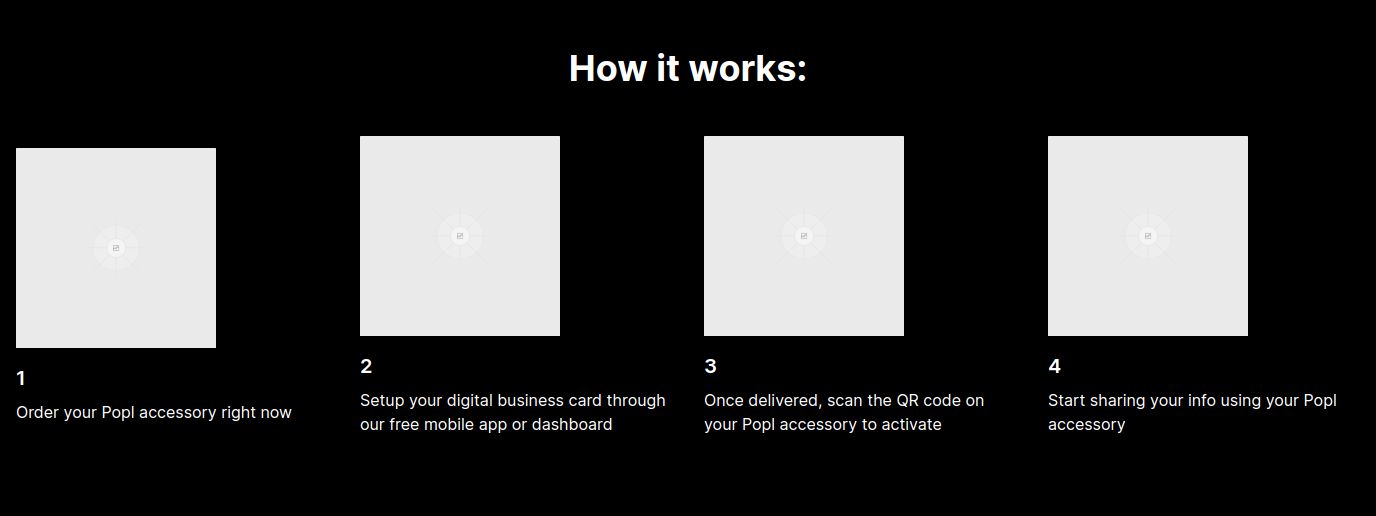 How it works:
1
Order your Popl accessory right now
2
Setup your digital business card through
our free mobile app or dashboard
3
Once delivered, scan the QR code on
your Popl accessory to activate
4
Start sharing your info using your Popl
accessory